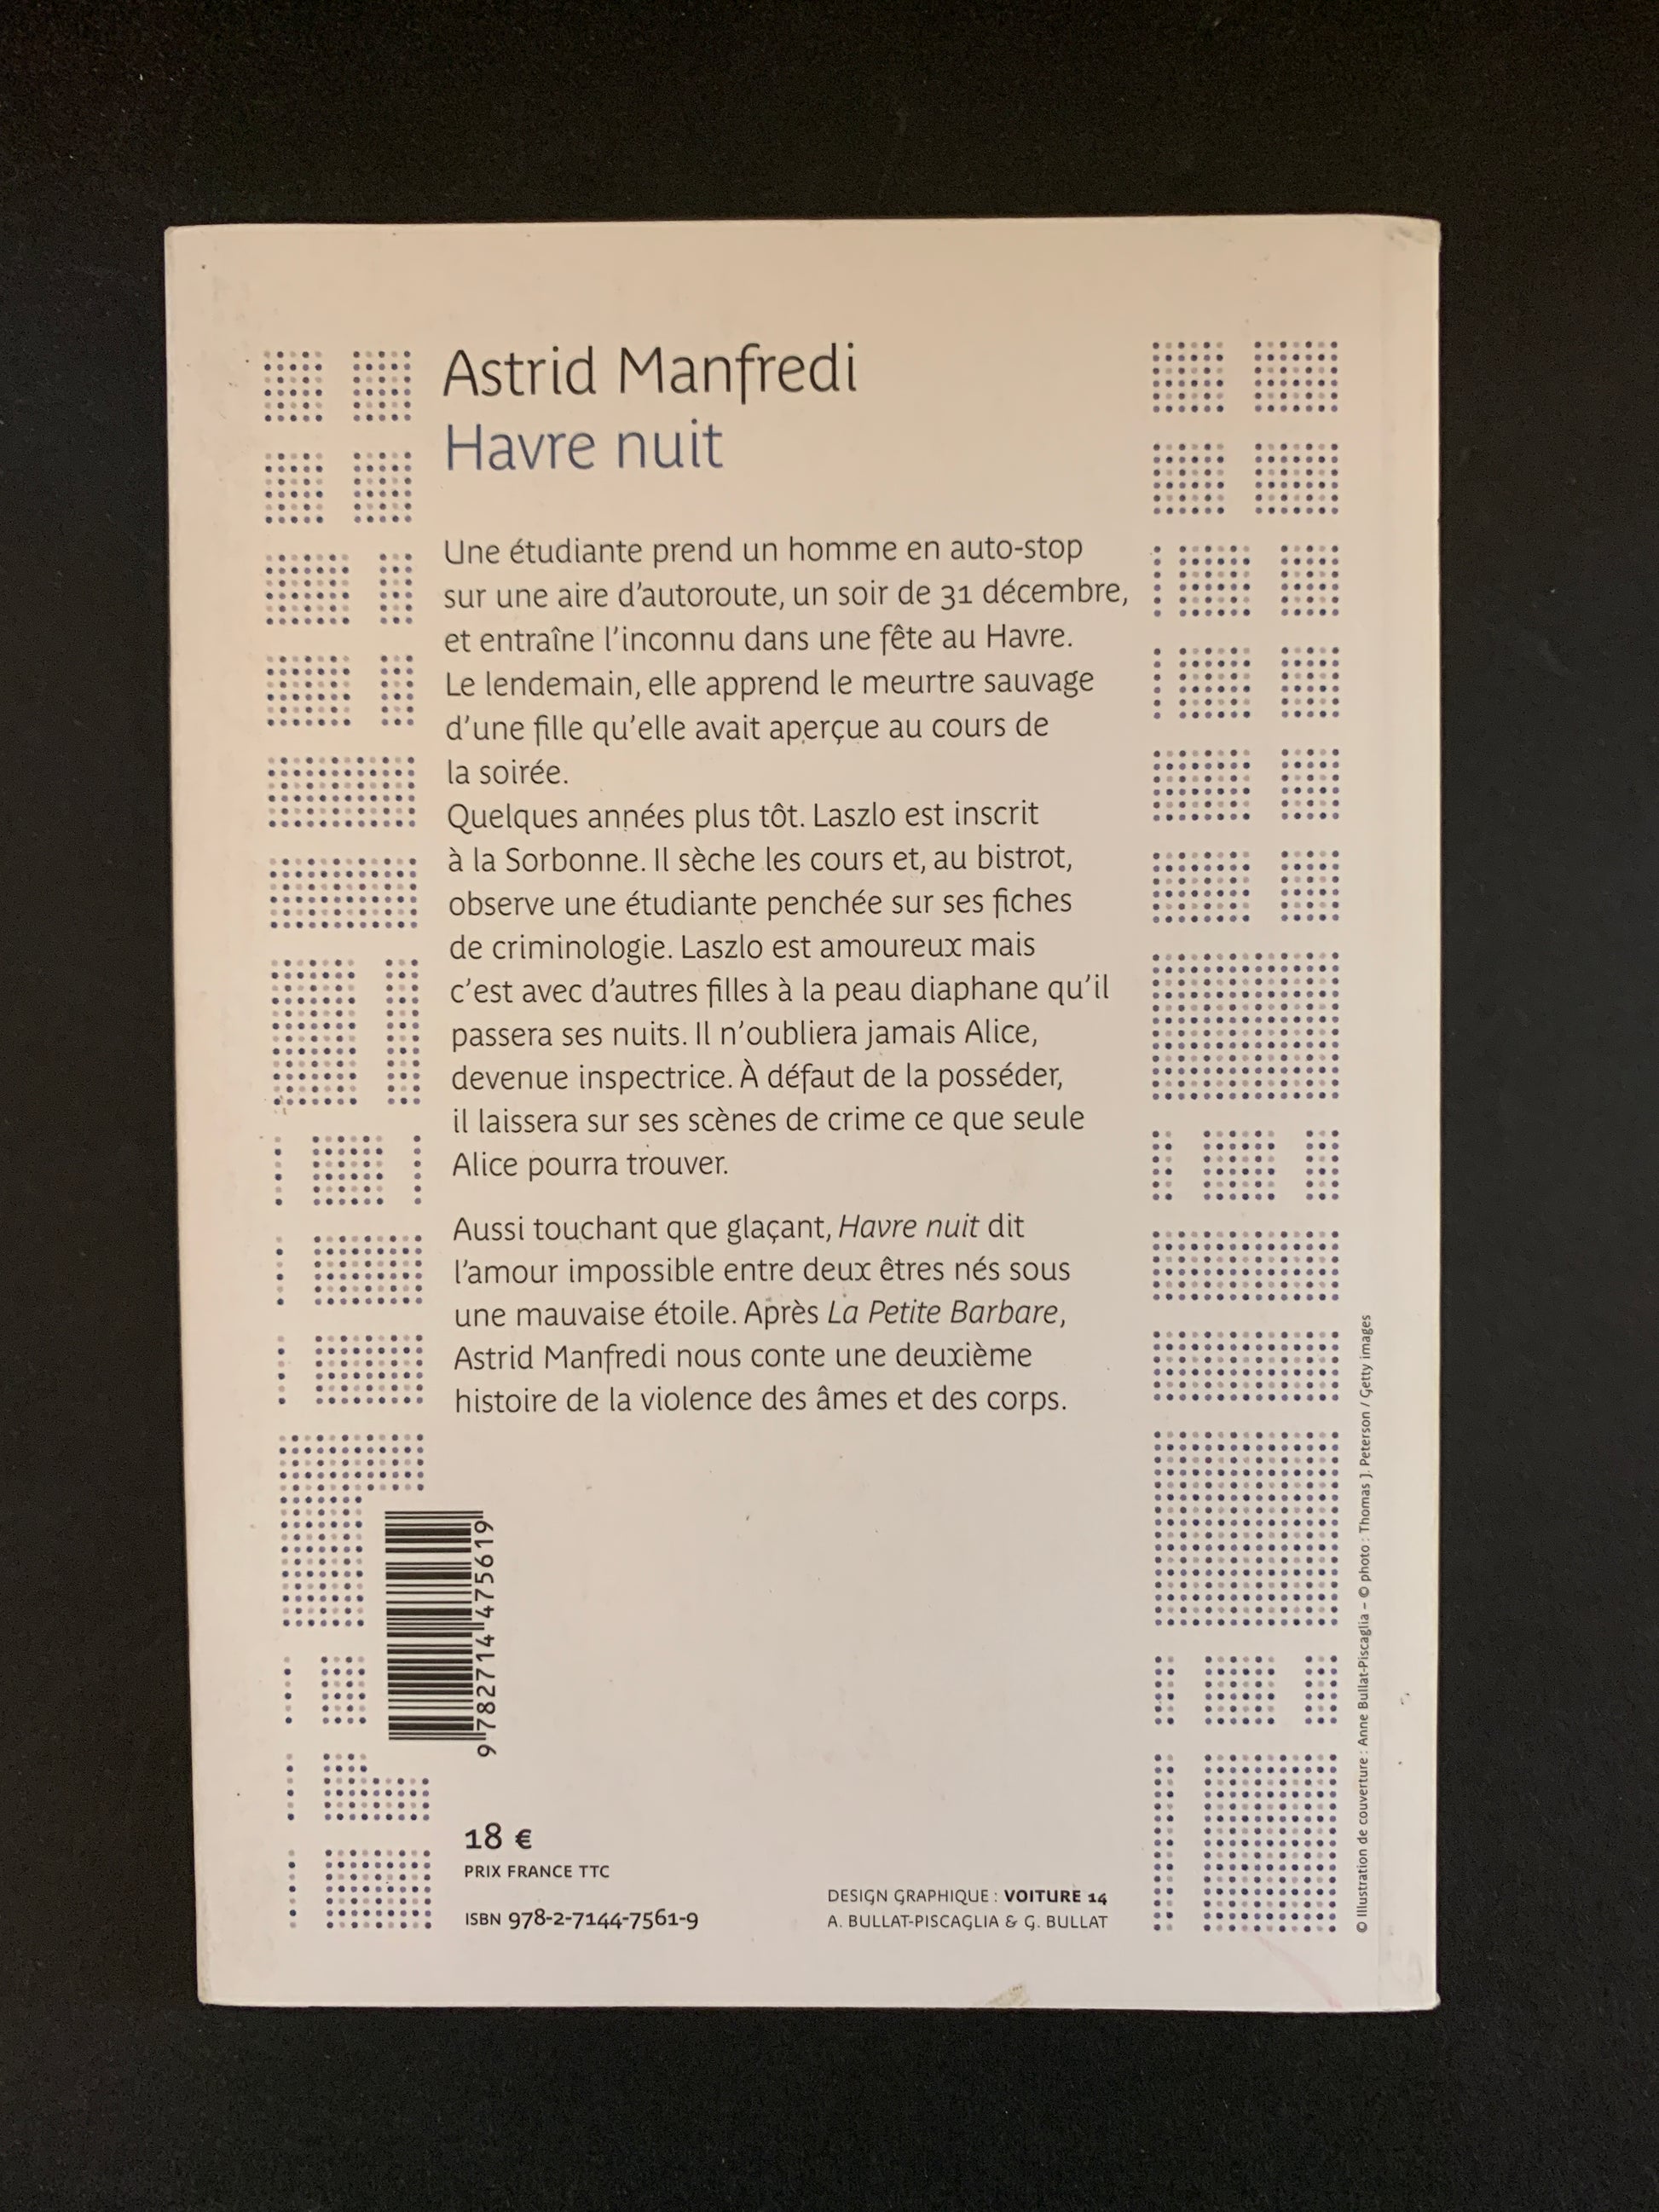 Astrid Manfredi
Havre nuit
Une étudiante prend un homme en auto-stop
sur une aire d’autoroute, un soir de 31 décembre,
et entraîne l’inconnu dans une fête au Havre.
Le lendemain, elle apprend le meurtre sauvage
d’une fille qu’elle avait aperçue au cours de
la soirée.
Quelques années plus tôt. Laszlo est inscrit
à la Sorbonne. Il sèche les cours et, au bistrot,
observe une étudiante penchée sur ses fiches
de criminologie. Laszlo est amoureux mais
c’est avec d’autres filles à la peau diaphane qu’il
passera ses nuits. Il n’oubliera jamais Alice,
devenue inspectrice. À défaut de la posséder,
il laissera sur ses scènes de crime ce que seule
Alice pourra trouver.
Aussi touchant que glaçant, Havre nuit dit
l’amour impossible entre deux êtres nés sous
une mauvaise étoile. Après La Petite Barbare,
Astrid Manfredi nous conte une deuxième
histoire de la violence des âmes et des corps.
9 782714 475619
18 €
PRIX FRANCE TTC
ISBN 978-2-7144-7561-9
DESIGN GRAPHIQUE : VOITURE 14
A. BULLAT-PISCAGLIA & G. BULLAT
© Illustration de couverture : Anne Bullat-Piscaglia – © photo : Thomas J. Peterson / Getty images